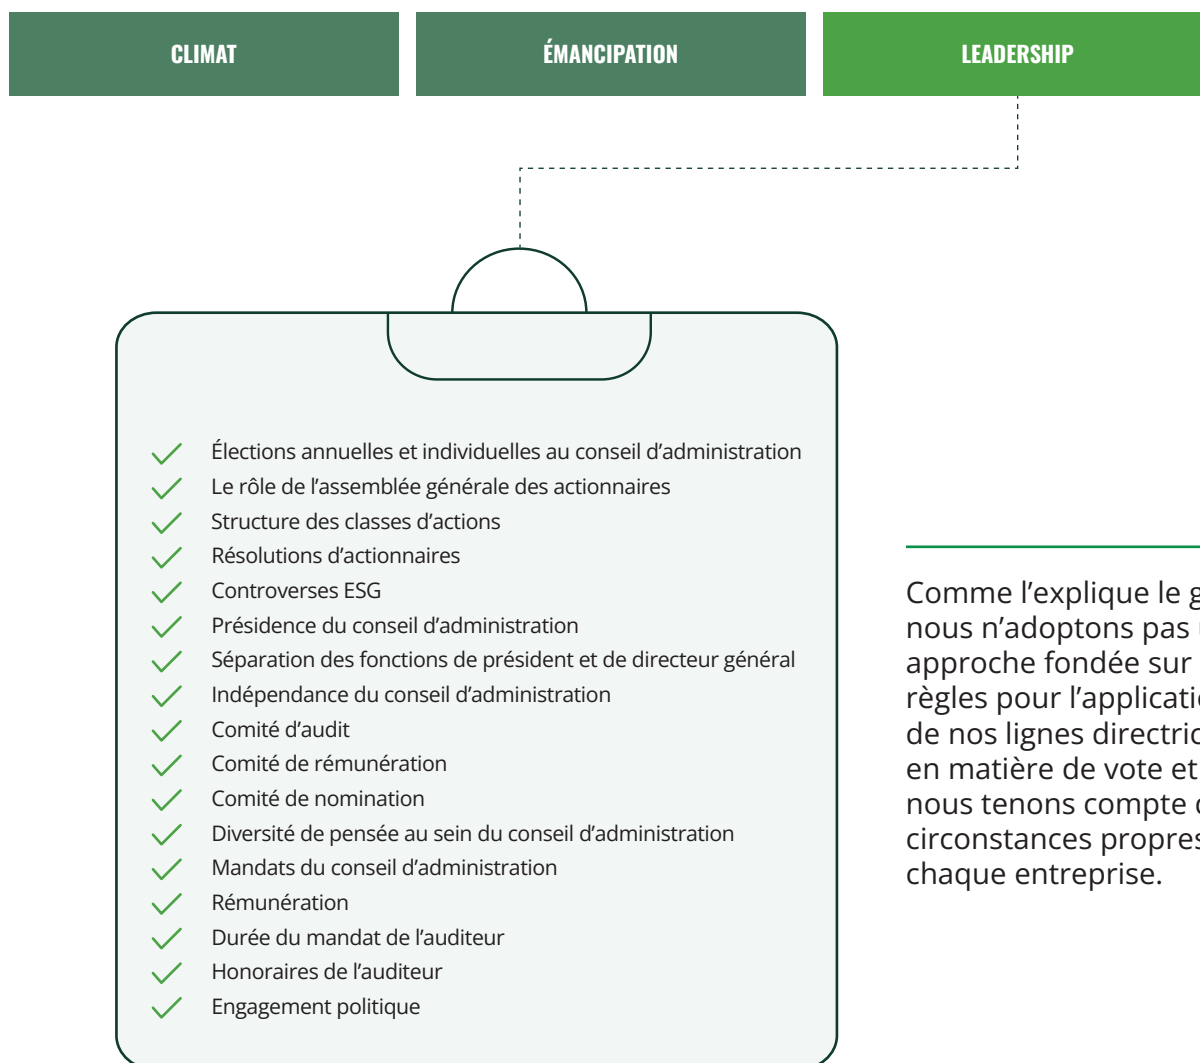 CLIMAT
ÉMANCIPATION
LEADERSHIP
Élections annuelles et individuelles au conseil d’administration
Le rôle de l’assemblée générale des actionnaires
Structure des classes d’actions
Résolutions d’actionnaires
Controverses ESG
Présidence du conseil d’administration
Séparation des fonctions de président et de directeur général
Indépendance du conseil d’administration
Comité d’audit
Comité de rémunération
Comité de nomination
Diversité de pensée au sein du conseil d’administration
Mandats du conseil d’administration
Rémunération
Durée du mandat de l’auditeur
Honoraires de l’auditeur
Engagement politique
Comme l’explique le
nous n’adoptons pas
approche fondée sur
règles pour
de nos lignes
en matière de vote et
nous tenons compte
circonstances
chaque entreprise.